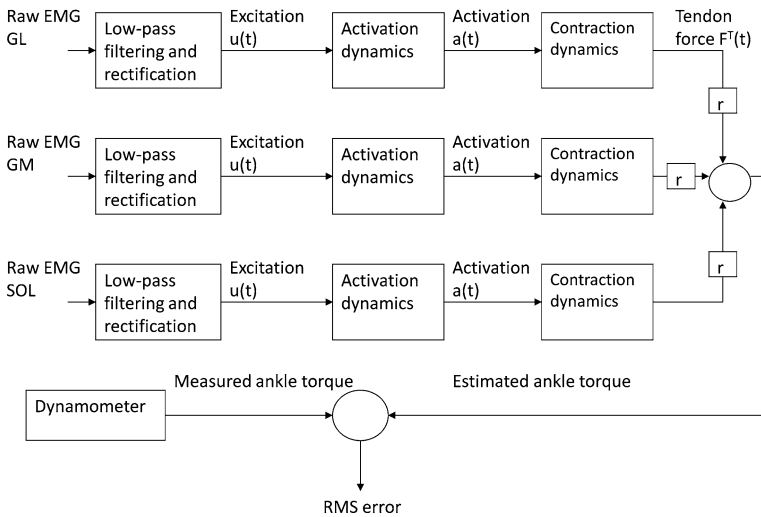 Raw EMG
GL
Low-pass
filtering and
rectification
Excitation
u(t)
Activation
dynamics
Activation
a(t)
Contraction
dynamics
Tendon
force Fᵀ(t)
r
Raw EMG
GM
Low-pass
filtering and
rectification
Excitation
u(t)
Activation
dynamics
Activation
a(t)
Contraction
dynamics
r
Raw EMG
SOL
Low-pass
filtering and
rectification
Excitation
u(t)
Activation
dynamics
Activation
a(t)
Contraction
dynamics
r
Dynamometer
Measured ankle torque
Estimated ankle torque
RMS error